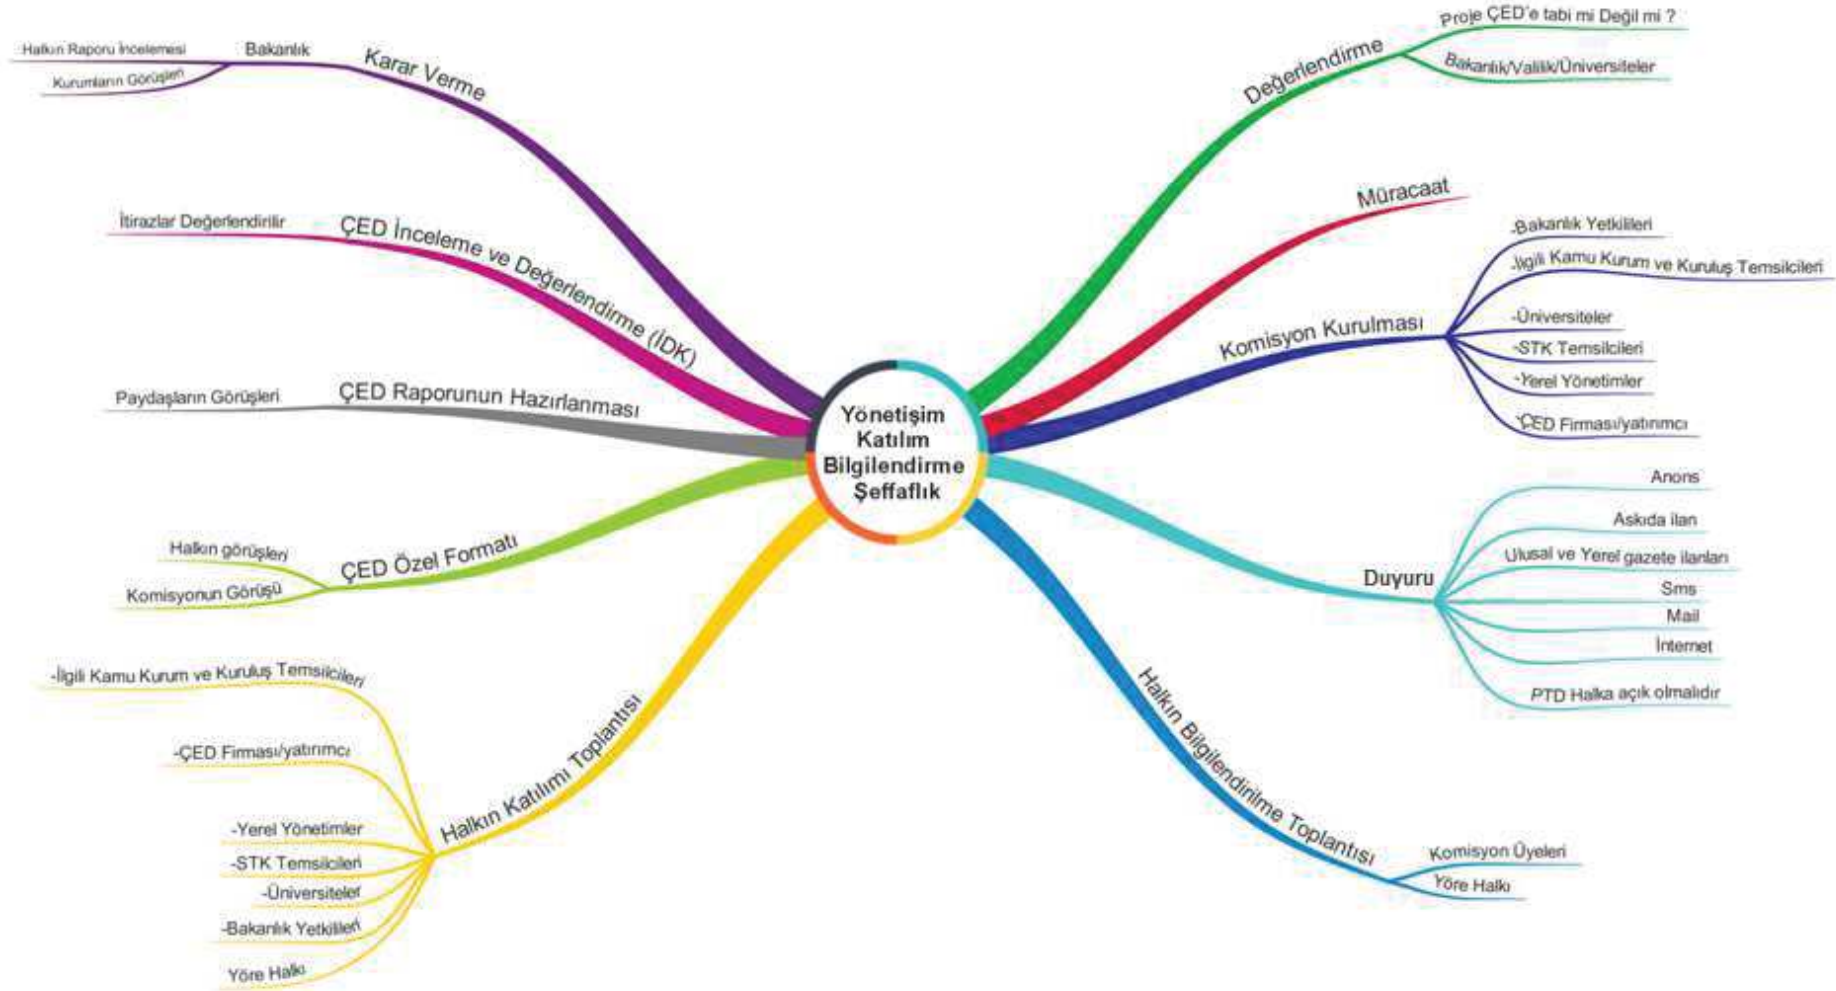 Yönetişim
Katılım
Bilgilendirme
Şeffaflık
Değerlendirme
Proje ÇED'e tabi mi Değil mi ?
Bakanlık/Valilik/Üniversiteler
Müracaat
Komisyon Kurulması
-Bakanlık Yetkilileri
-İlgili Kamu Kurum ve Kuruluş Temsilcileri
-Üniversiteler
-STK Temsilcileri
-Yerel Yönetimler
-ÇED Firması/yatırımcı
Duyuru
Anons
Askıda ilan
Ulusal ve Yerel gazete ilanları
Sms
Mail
İnternet
PTD Halka açık olmalıdır
Halkın Bilgilendirilme Toplantısı
Komisyon Üyeleri
Yöre Halkı
Halkın Katılımı Toplantısı
-İlgili Kamu Kurum ve Kuruluş Temsilcileri
-ÇED Firması/yatırımcı
-Yerel Yönetimler
-STK Temsilcileri
-Üniversiteler
-Bakanlık Yetkilileri
Yöre Halkı
ÇED Özel Formatı
Halkın görüşleri
Komisyonun Görüşü
ÇED Raporunun Hazırlanması
Paydaşların Görüşleri
ÇED İnceleme ve Değerlendirme (İDK)
İtirazlar Değerlendirilir
Karar Verme
Bakanlık
Halkın Raporu İncelemesi
Kurumların Görüşleri